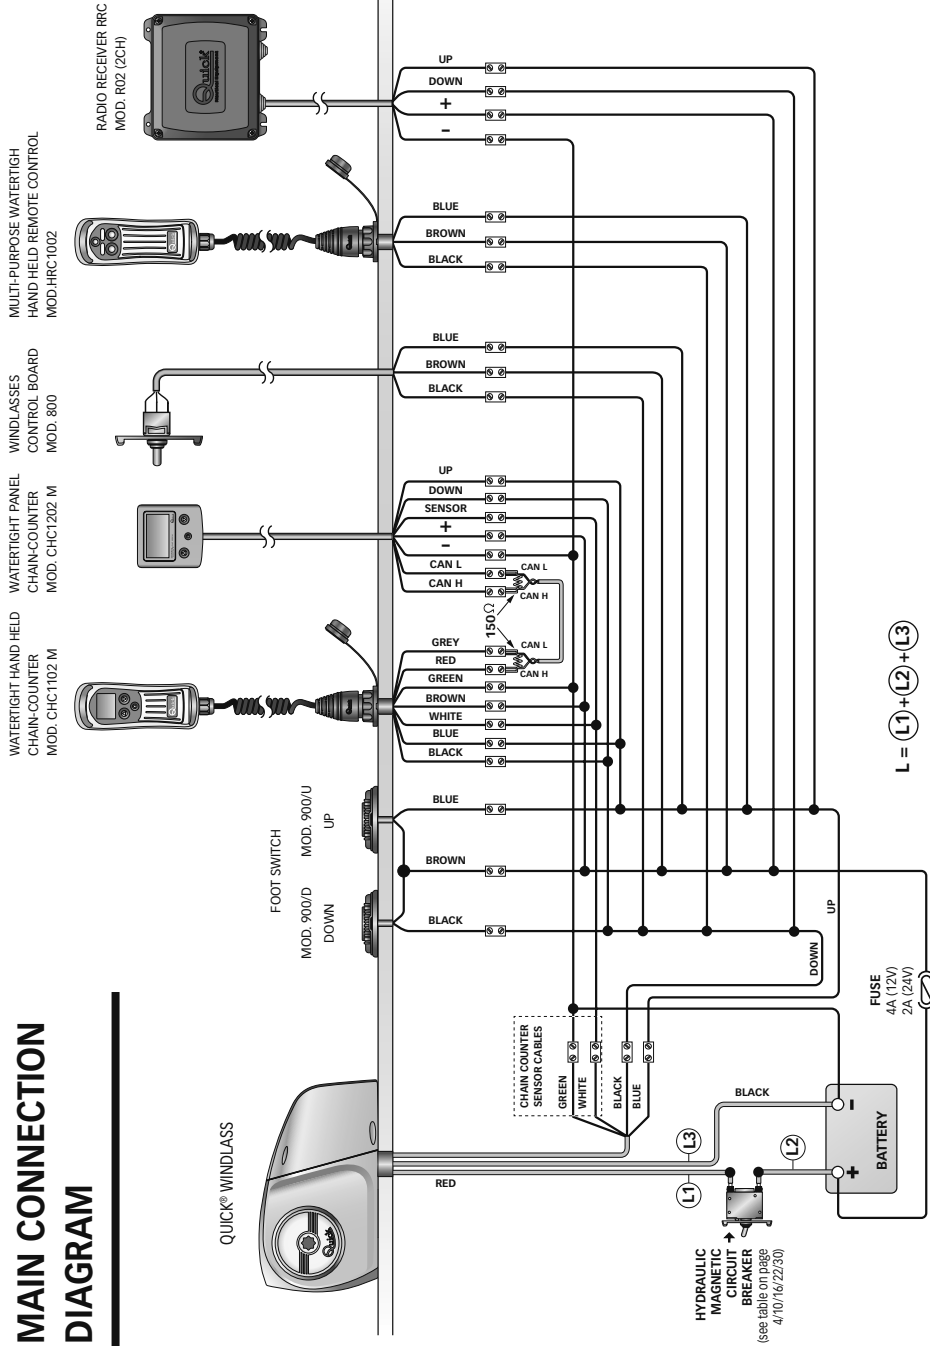 MAIN CONNECTION
DIAGRAM
QUICK® WINDLASS
FOOT SWITCH
MOD. 900/D
DOWN
MOD. 900/U
UP
WATERTIGHT HAND HELD
CHAIN-COUNTER
MOD. CHC1102 M
WATERTIGHT PANEL
CHAIN-COUNTER
MOD. CHC1202 M
WINDLASSES
CONTROL BOARD
MOD. 800
MULTI-PURPOSE WATERTIGH
HAND HELD REMOTE CONTROL
MOD.HRC1002
RADIO RECEIVER RRC
MOD. R02 (2CH)
Quick
UP
DOWN
+
–
BLUE
BROWN
BLACK
BLUE
BROWN
BLACK
UP
DOWN
SENSOR
+
–
CAN L
CAN H
CAN L
CAN H
150Ω
CAN L
CAN H
GREY
RED
GREEN
BROWN
WHITE
BLUE
BLACK
BLUE
BROWN
BLACK
UP
DOWN
CHAIN COUNTER
SENSOR CABLES
GREEN
WHITE
BLACK
BLUE
Quick
RED
BLACK
L1
L3
L2
HYDRAULIC
MAGNETIC
CIRCUIT
BREAKER
(see table on page
4/10/16/22/30)
+
–
BATTERY
FUSE
4A (12V)
2A (24V)
L = L1 + L2 + L3